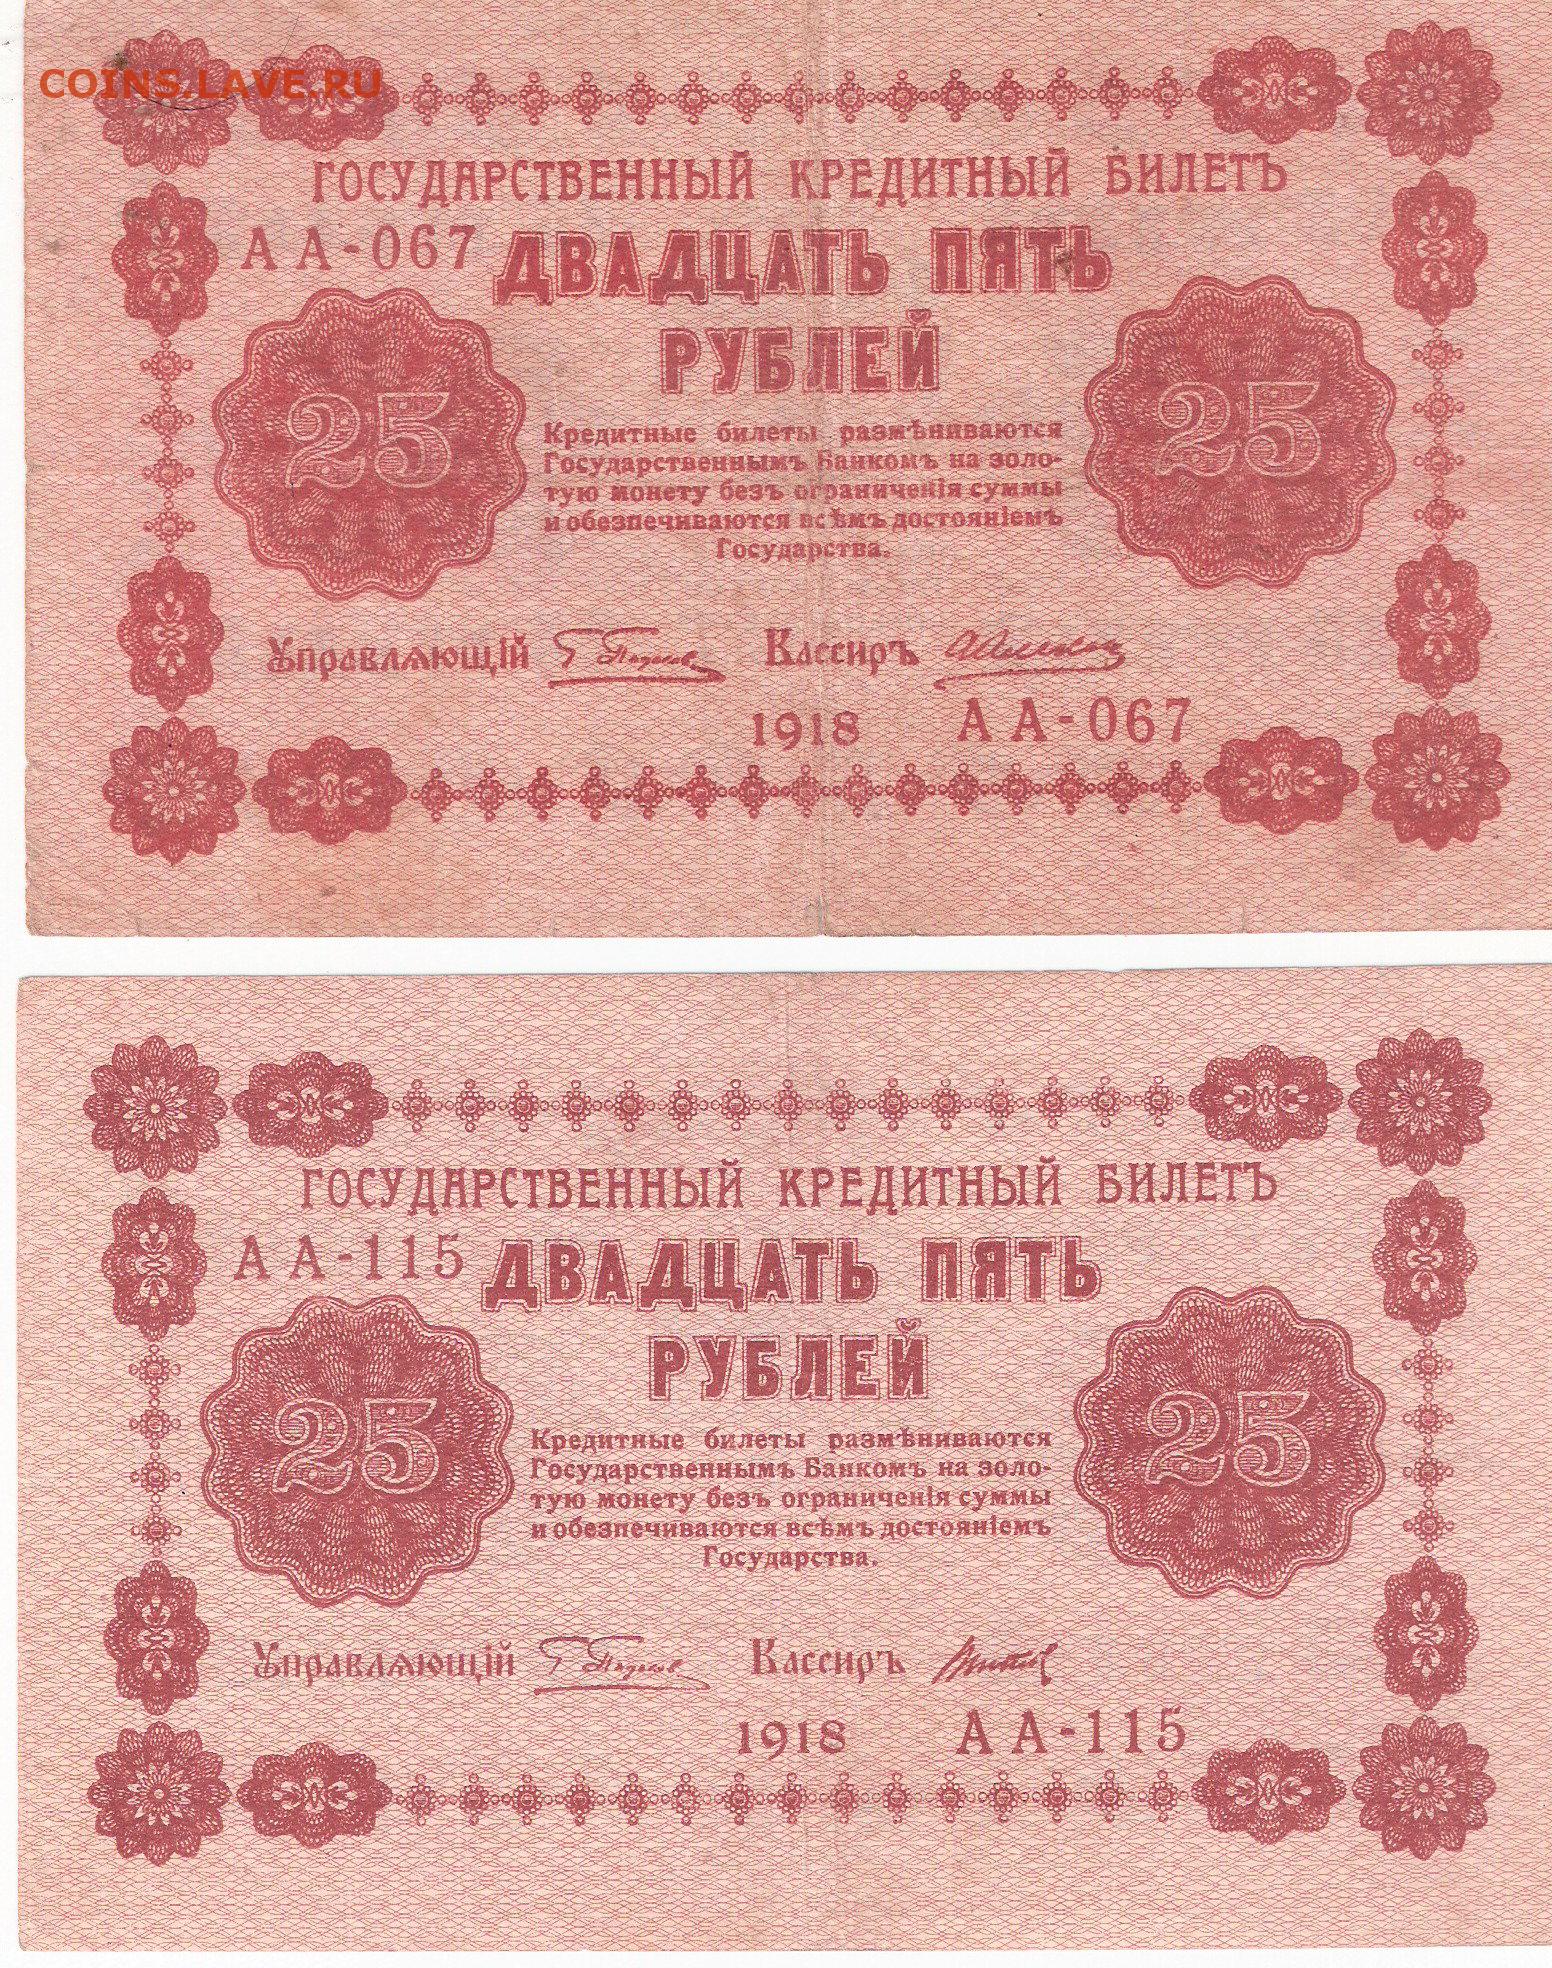 COINS.LAVE.RU
ГОСУДАРСТВЕННЫЙ КРЕДИТНЫЙ БИЛЕТЪ
АА-067 ДВАДЦАТЬ ПЯТЬ
РУБЛЕЙ
25 25
Кредитные билеты размѣниваются
Государственнымъ Банкомъ на золо-
тую монету безъ ограниченія суммы
и обезпечиваются всѣмъ достояніемъ
Государства.
Управляющій Кассиръ
1918 АА-067
ГОСУДАРСТВЕННЫЙ КРЕДИТНЫЙ БИЛЕТЪ
АА-115 ДВАДЦАТЬ ПЯТЬ
РУБЛЕЙ
25 25
Кредитные билеты размѣниваются
Государственнымъ Банкомъ на золо-
тую монету безъ ограниченія суммы
и обезпечиваются всѣмъ достояніемъ
Государства.
Управляющій Кассиръ
1918 АА-115